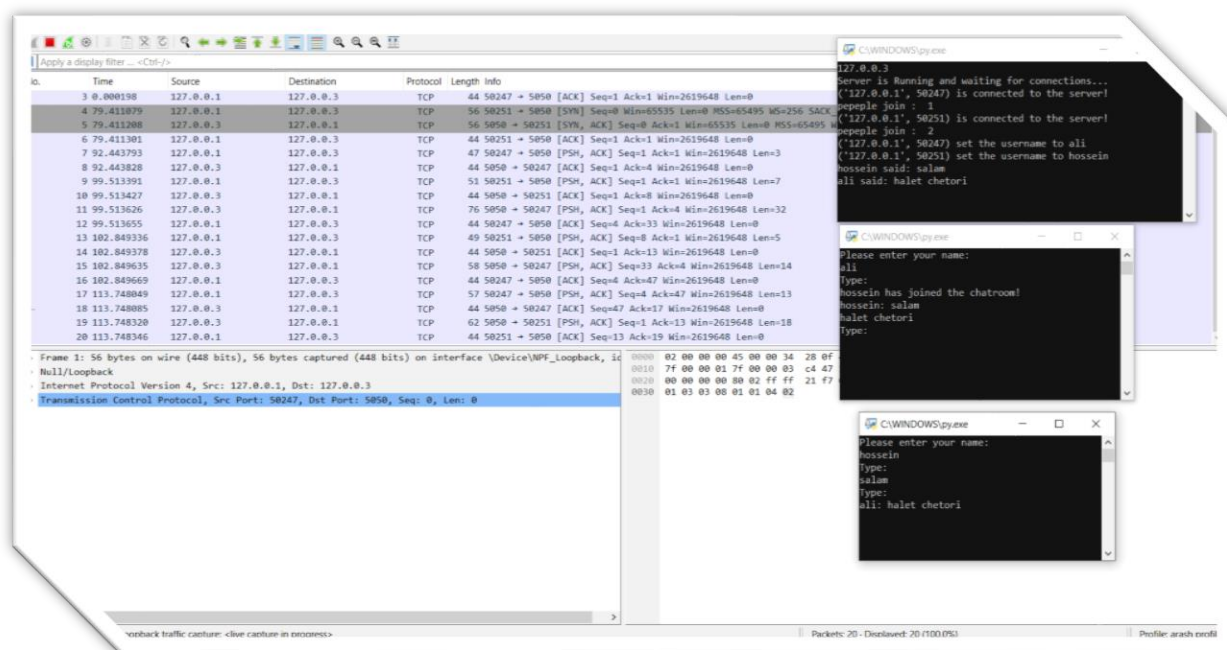 Apply a display filter ... <Ctrl-/>
Time Source Destination Protocol Length Info
3 0.000198 127.0.0.1 127.0.0.3 TCP 44 50247 → 5050 [ACK] Seq=1 Ack=1 Win=2619648 Len=0
4 79.411079 127.0.0.1 127.0.0.3 TCP 56 50251 → 5050 [SYN] Seq=0 Win=65535 Len=0 MSS=65495 WS=256 SACK_
5 79.411208 127.0.0.3 127.0.0.1 TCP 56 5050 → 50251 [SYN, ACK] Seq=0 Ack=1 Win=65535 Len=0 MSS=65495 W
6 79.411301 127.0.0.1 127.0.0.3 TCP 44 50251 → 5050 [ACK] Seq=1 Ack=1 Win=2619648 Len=0
7 92.443793 127.0.0.1 127.0.0.3 TCP 47 50247 → 5050 [PSH, ACK] Seq=1 Ack=1 Win=2619648 Len=3
8 92.443828 127.0.0.3 127.0.0.1 TCP 44 5050 → 50247 [ACK] Seq=1 Ack=4 Win=2619648 Len=0
9 99.513391 127.0.0.1 127.0.0.3 TCP 51 50251 → 5050 [PSH, ACK] Seq=1 Ack=1 Win=2619648 Len=7
10 99.513427 127.0.0.3 127.0.0.1 TCP 44 5050 → 50251 [ACK] Seq=1 Ack=8 Win=2619648 Len=0
11 99.513626 127.0.0.3 127.0.0.1 TCP 76 5050 → 50247 [PSH, ACK] Seq=1 Ack=4 Win=2619648 Len=32
12 99.513655 127.0.0.1 127.0.0.3 TCP 44 50247 → 5050 [ACK] Seq=4 Ack=33 Win=2619648 Len=0
13 102.849336 127.0.0.1 127.0.0.3 TCP 49 50251 → 5050 [PSH, ACK] Seq=8 Ack=1 Win=2619648 Len=5
14 102.849378 127.0.0.3 127.0.0.1 TCP 44 5050 → 50251 [ACK] Seq=1 Ack=13 Win=2619648 Len=0
15 102.849635 127.0.0.3 127.0.0.1 TCP 58 5050 → 50247 [PSH, ACK] Seq=33 Ack=4 Win=2619648 Len=14
16 102.849669 127.0.0.1 127.0.0.3 TCP 44 50247 → 5050 [ACK] Seq=4 Ack=47 Win=2619648 Len=0
17 113.748049 127.0.0.1 127.0.0.3 TCP 57 50247 → 5050 [PSH, ACK] Seq=4 Ack=47 Win=2619648 Len=13
18 113.748085 127.0.0.3 127.0.0.1 TCP 44 5050 → 50247 [ACK] Seq=47 Ack=17 Win=2619648 Len=0
19 113.748320 127.0.0.3 127.0.0.1 TCP 62 5050 → 50251 [PSH, ACK] Seq=1 Ack=13 Win=2619648 Len=18
20 113.748346 127.0.0.1 127.0.0.3 TCP 44 50251 → 5050 [ACK] Seq=13 Ack=19 Win=2619648 Len=0
Frame 1: 56 bytes on wire (448 bits), 56 bytes captured (448 bits) on interface \Device\NPF_Loopback, ic
Null/Loopback
Internet Protocol Version 4, Src: 127.0.0.1, Dst: 127.0.0.3
Transmission Control Protocol, Src Port: 50247, Dst Port: 5050, Seq: 0, Len: 0
0000 02 00 00 00 45 00 00 34 28 0f
0010 7f 00 00 01 7f 00 00 03 c4 47
0020 00 00 00 00 80 02 ff ff 21 f7
0030 01 03 03 08 01 01 04 02
C:\WINDOWS\py.exe
127.0.0.3
Server is Running and waiting for connections...
('127.0.0.1', 50247) is connected to the server!
pepeple join : 1
('127.0.0.1', 50251) is connected to the server!
pepeple join : 2
('127.0.0.1', 50247) set the username to ali
('127.0.0.1', 50251) set the username to hossein
hossein said: salam
ali said: halet chetori
C:\WINDOWS\py.exe
Please enter your name:
ali
Type:
hossein has joined the chatroom!
hossein: salam
halet chetori
Type:
C:\WINDOWS\py.exe
Please enter your name:
hossein
Type:
salam
Type:
ali: halet chetori
loopback traffic capture: <live capture in progress>
Packets: 20 · Displayed: 20 (100.0%)
Profile: arash profil